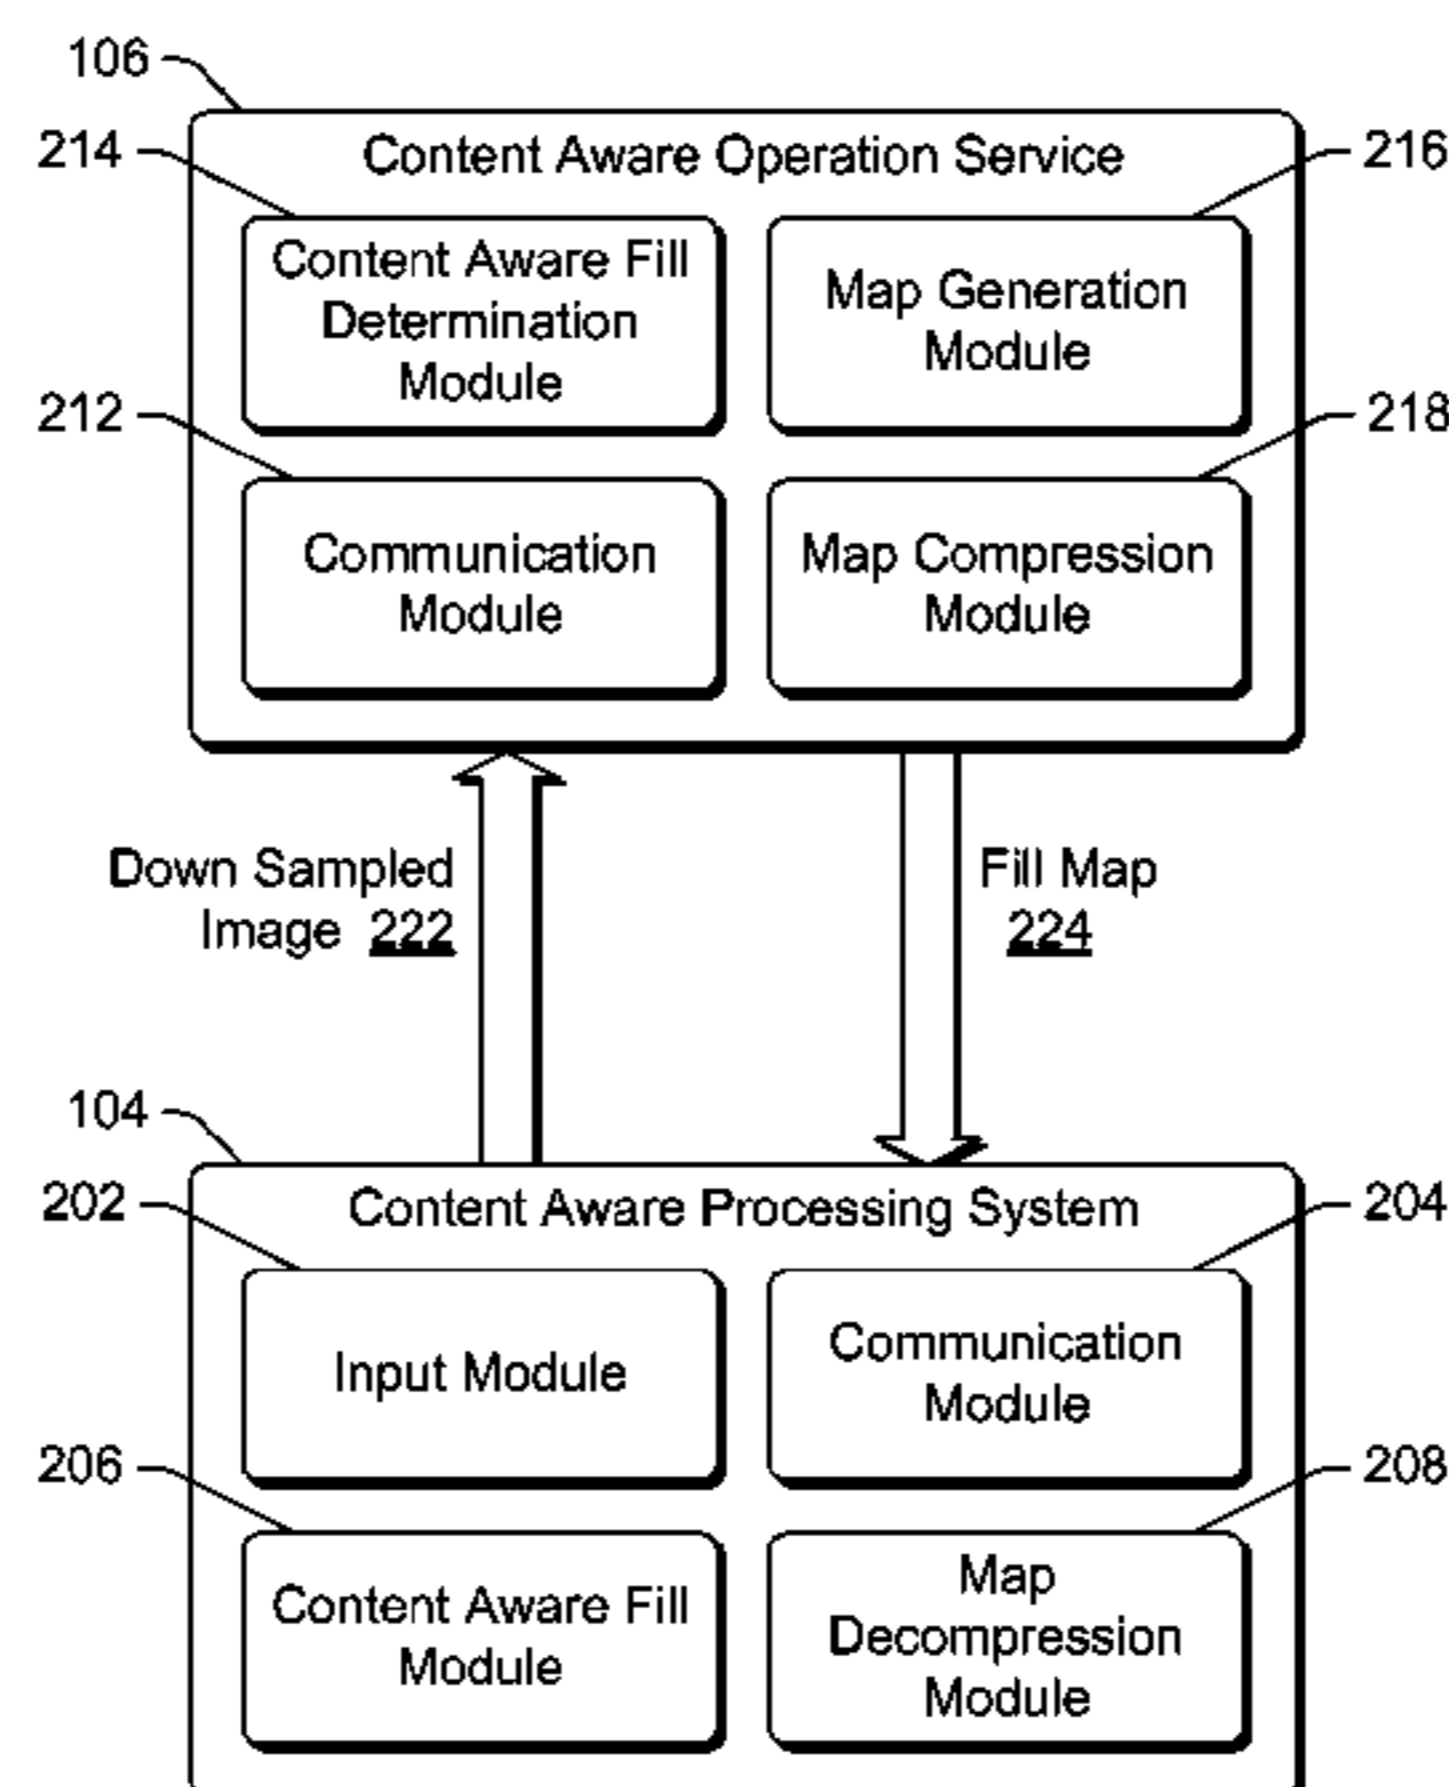 106
Content Aware Operation Service
214
216
Content Aware Fill
Determination
Module
Map Generation
Module
212
218
Communication
Module
Map Compression
Module
Down Sampled
Image 222
Fill Map
224
104
Content Aware Processing System
202
204
Input Module
Communication
Module
206
208
Content Aware Fill
Module
Map
Decompression
Module